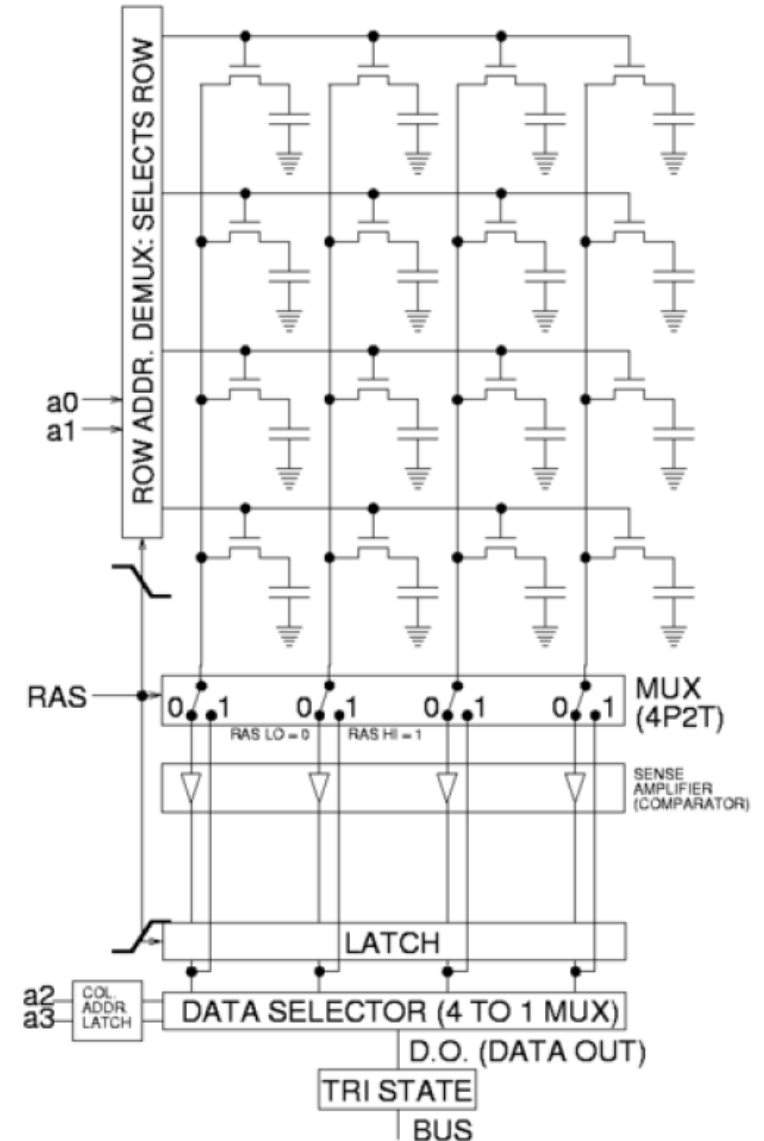 ROW ADDR. DEMUX: SELECTS ROW
a0
a1
RAS
0 1 0 1 0 1 0 1
RAS LO = 0 RAS HI = 1
MUX
(4P2T)
SENSE
AMPLIFIER
(COMPARATOR)
LATCH
a2
a3
COL.
ADDR.
LATCH
DATA SELECTOR (4 TO 1 MUX)
D.O. (DATA OUT)
TRI STATE
BUS